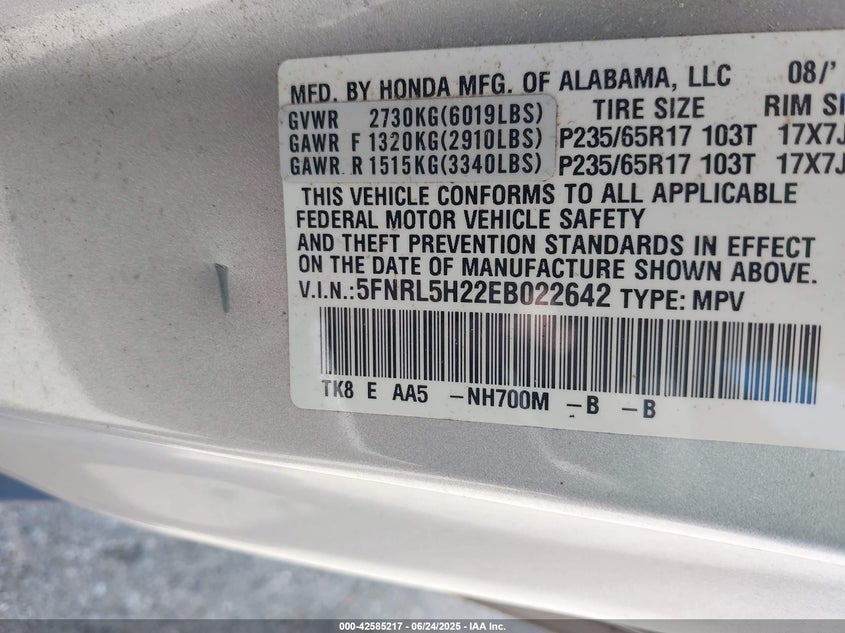 MFD. BY HONDA MFG. OF ALABAMA, LLC 08/'
GVWR 2730KG(6019LBS) TIRE SIZE RIM SI
GAWR F 1320KG(2910LBS) P235/65R17 103T 17X7J
GAWR R 1515KG(3340LBS) P235/65R17 103T 17X7J
THIS VEHICLE CONFORMS TO ALL APPLICABLE
FEDERAL MOTOR VEHICLE SAFETY
AND THEFT PREVENTION STANDARDS IN EFFECT
ON THE DATE OF MANUFACTURE SHOWN ABOVE.
V.I.N.:5FNRL5H22EB022642 TYPE: MPV
TK8 E AA5 -NH700M -B -B
000-42585217 - 06/24/2025 - IAA Inc.